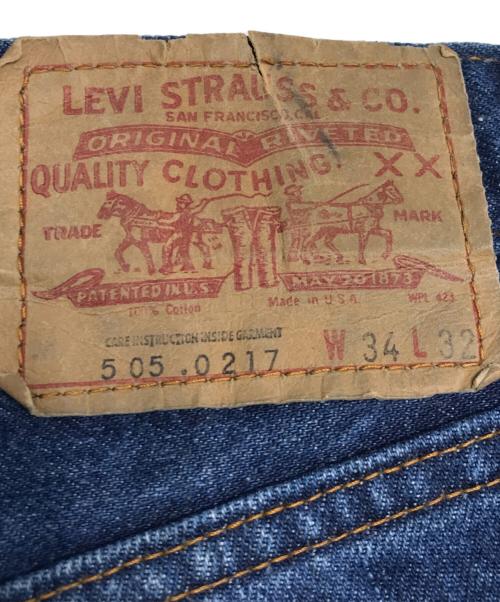 LEVI STRAUSS & CO.
SAN FRANCISCO, CAL
ORIGINAL RIVETED
QUALITY CLOTHING XX
TRADE MARK
PATENTED IN U.S. MAY 20 1873
100% Cotton Made in U.S.A. WPL 423
CARE INSTRUCTION INSIDE GARMENT
505.0217 W 34 L 32